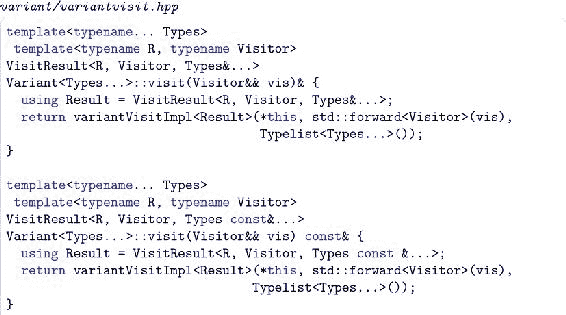 variant/variantvisit.hpp
template<typename... Types>
 template<typename R, typename Visitor>
VisitResult<R, Visitor, Types&...>
Variant<Types...>::visit(Visitor&& vis)& {
  using Result = VisitResult<R, Visitor, Types&...>;
  return variantVisitImpl<Result>(*this, std::forward<Visitor>(vis),
                                  Typelist<Types...>());
}
template<typename... Types>
 template<typename R, typename Visitor>
VisitResult<R, Visitor, Types const&...>
Variant<Types...>::visit(Visitor&& vis) const& {
  using Result = VisitResult<R, Visitor, Types const &...>;
  return variantVisitImpl<Result>(*this, std::forward<Visitor>(vis),
                                 Typelist<Types...>());
}